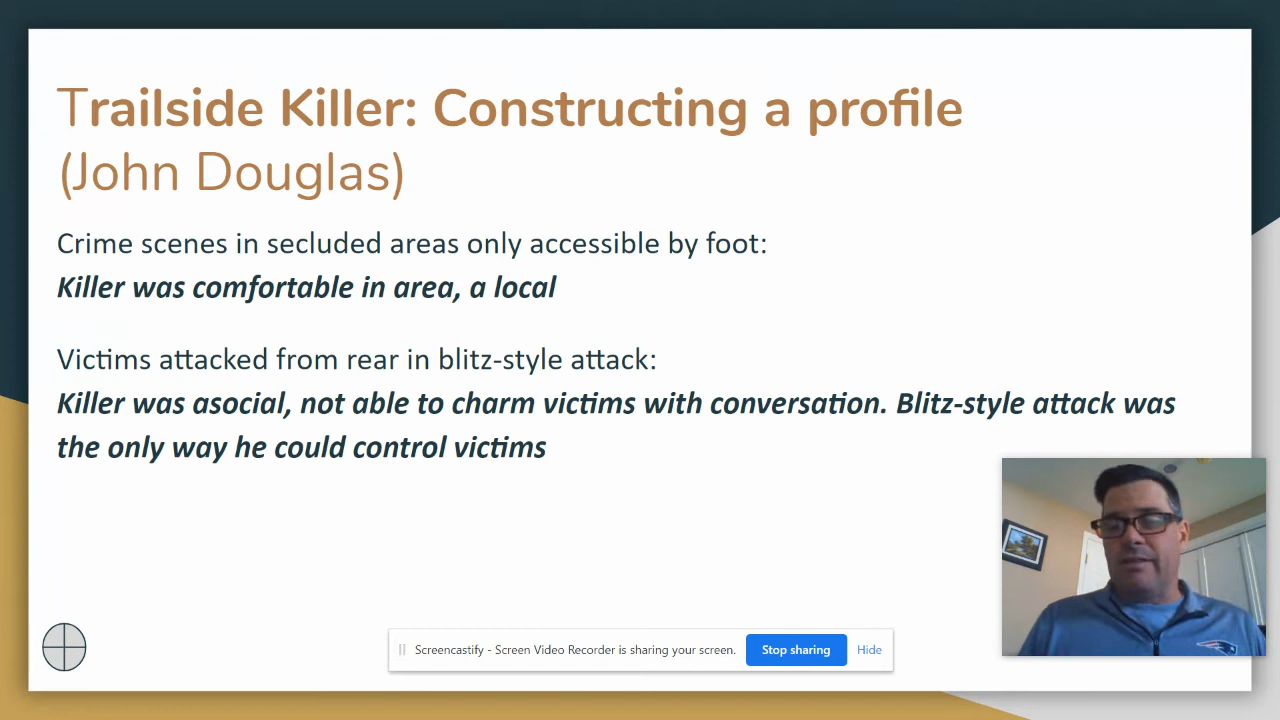 Trailside Killer: Constructing a profile
(John Douglas)
Crime scenes in secluded areas only accessible by foot:
Killer was comfortable in area, a local
Victims attacked from rear in blitz-style attack:
Killer was asocial, not able to charm victims with conversation. Blitz-style attack was
the only way he could control victims
Screencastify - Screen Video Recorder is sharing your screen. Stop sharing Hide